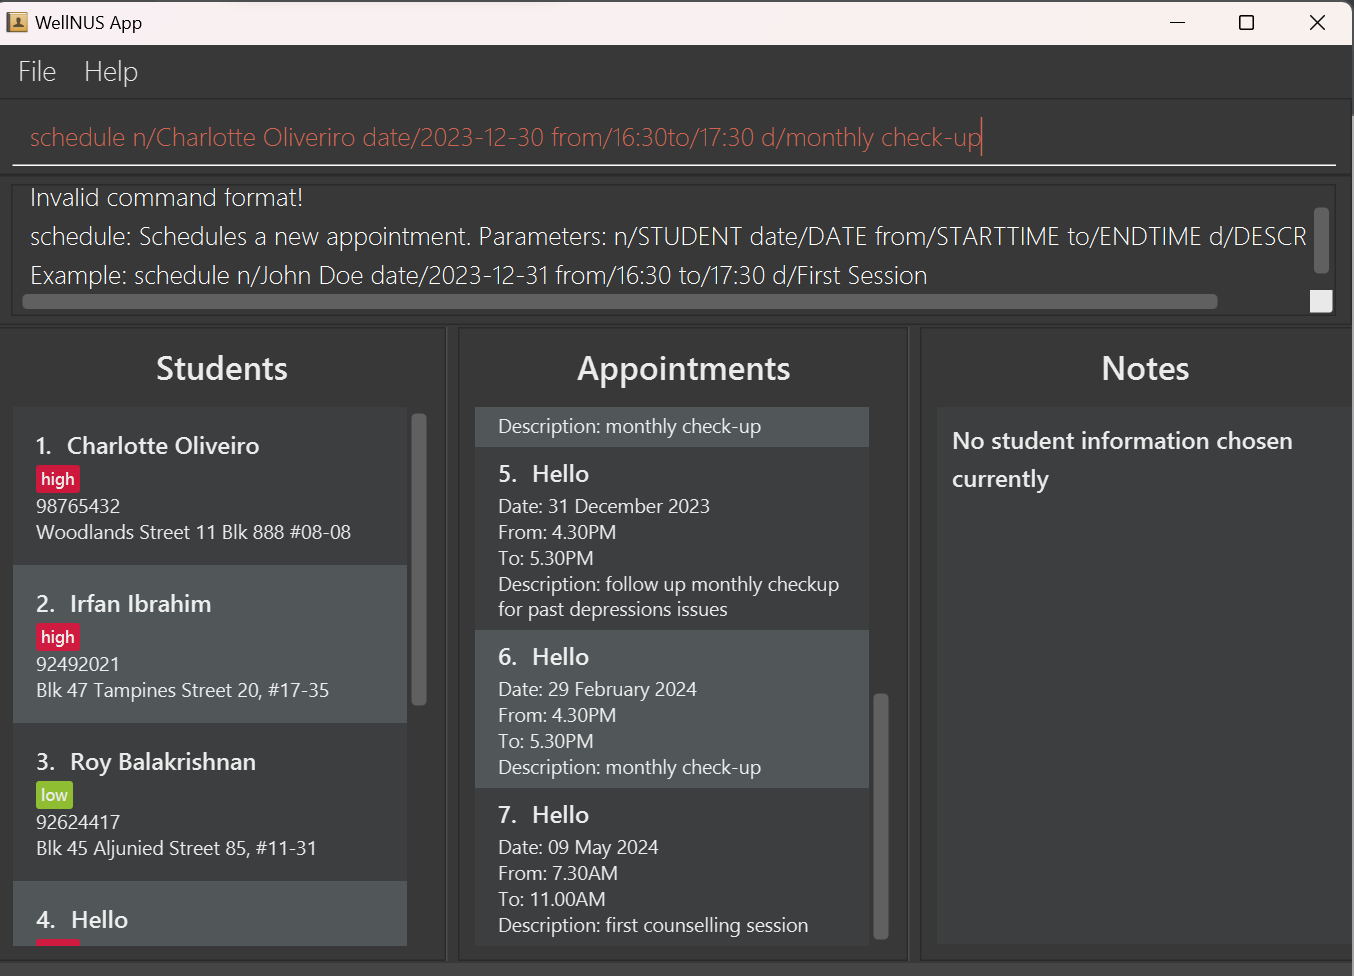 WellNUS App
File Help
schedule n/Charlotte Oliveriro date/2023-12-30 from/16:30to/17:30 d/monthly check-up
Invalid command format!
schedule: Schedules a new appointment. Parameters: n/STUDENT date/DATE from/STARTTIME to/ENDTIME d/DESCR
Example: schedule n/John Doe date/2023-12-31 from/16:30 to/17:30 d/First Session
Students
1. Charlotte Oliveiro
high
98765432
Woodlands Street 11 Blk 888 #08-08
2. Irfan Ibrahim
high
92492021
Blk 47 Tampines Street 20, #17-35
3. Roy Balakrishnan
low
92624417
Blk 45 Aljunied Street 85, #11-31
4. Hello
Appointments
Description: monthly check-up
5. Hello
Date: 31 December 2023
From: 4.30PM
To: 5.30PM
Description: follow up monthly checkup
for past depressions issues
6. Hello
Date: 29 February 2024
From: 4.30PM
To: 5.30PM
Description: monthly check-up
7. Hello
Date: 09 May 2024
From: 7.30AM
To: 11.00AM
Description: first counselling session
Notes
No student information chosen
currently